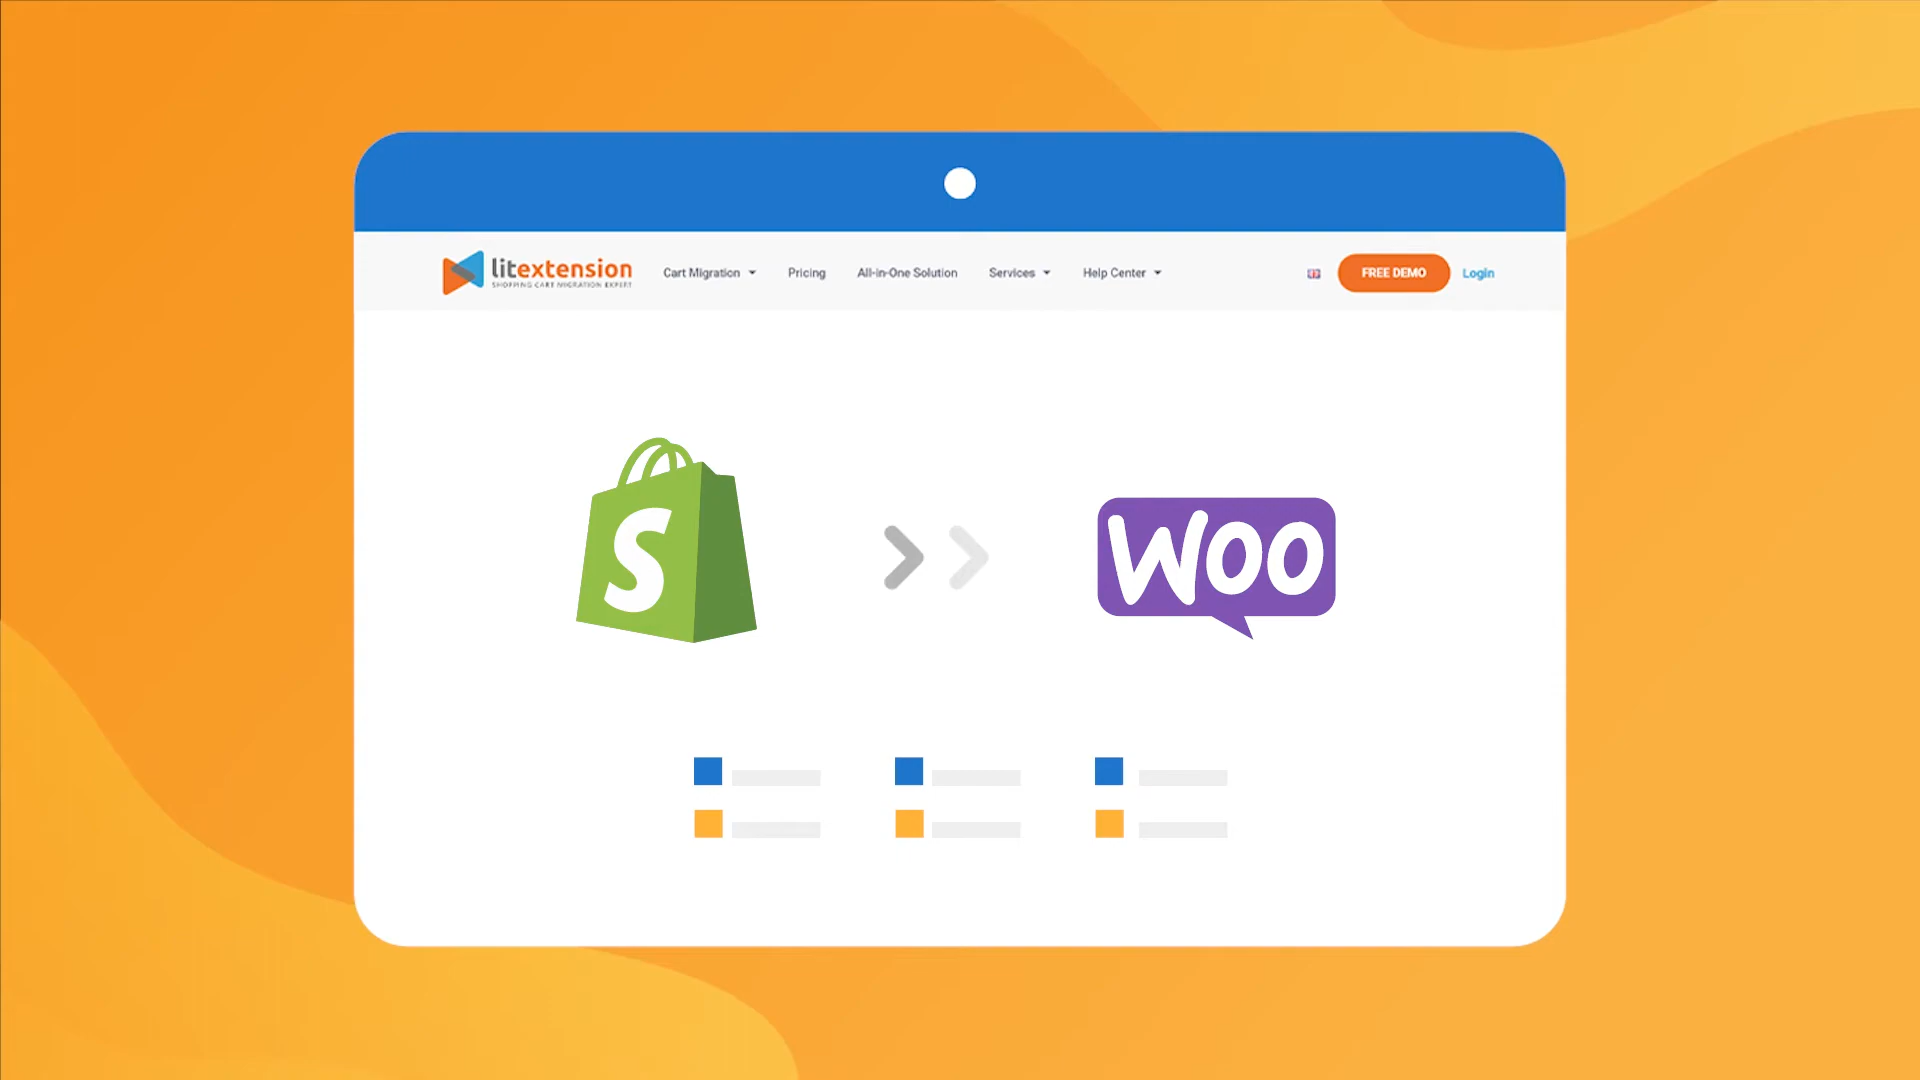 litextension
SHOPPING CART MIGRATION EXPERT
Cart Migration
Pricing
All-in-One Solution
Services
Help Center
FREE DEMO
Login
S
WOO